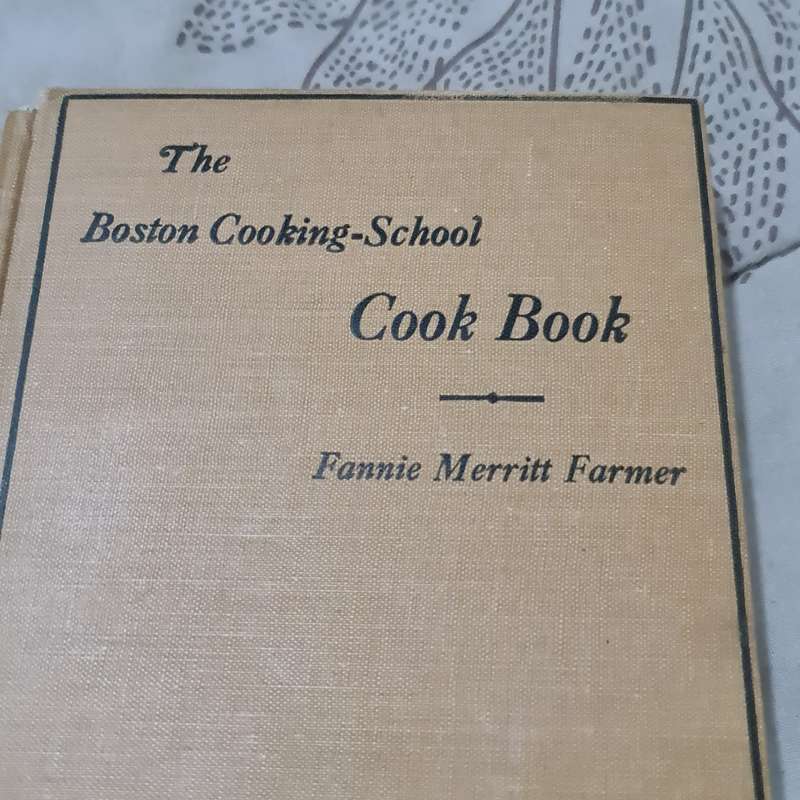 The
Boston Cooking-School
Cook Book
Fannie Merritt Farmer